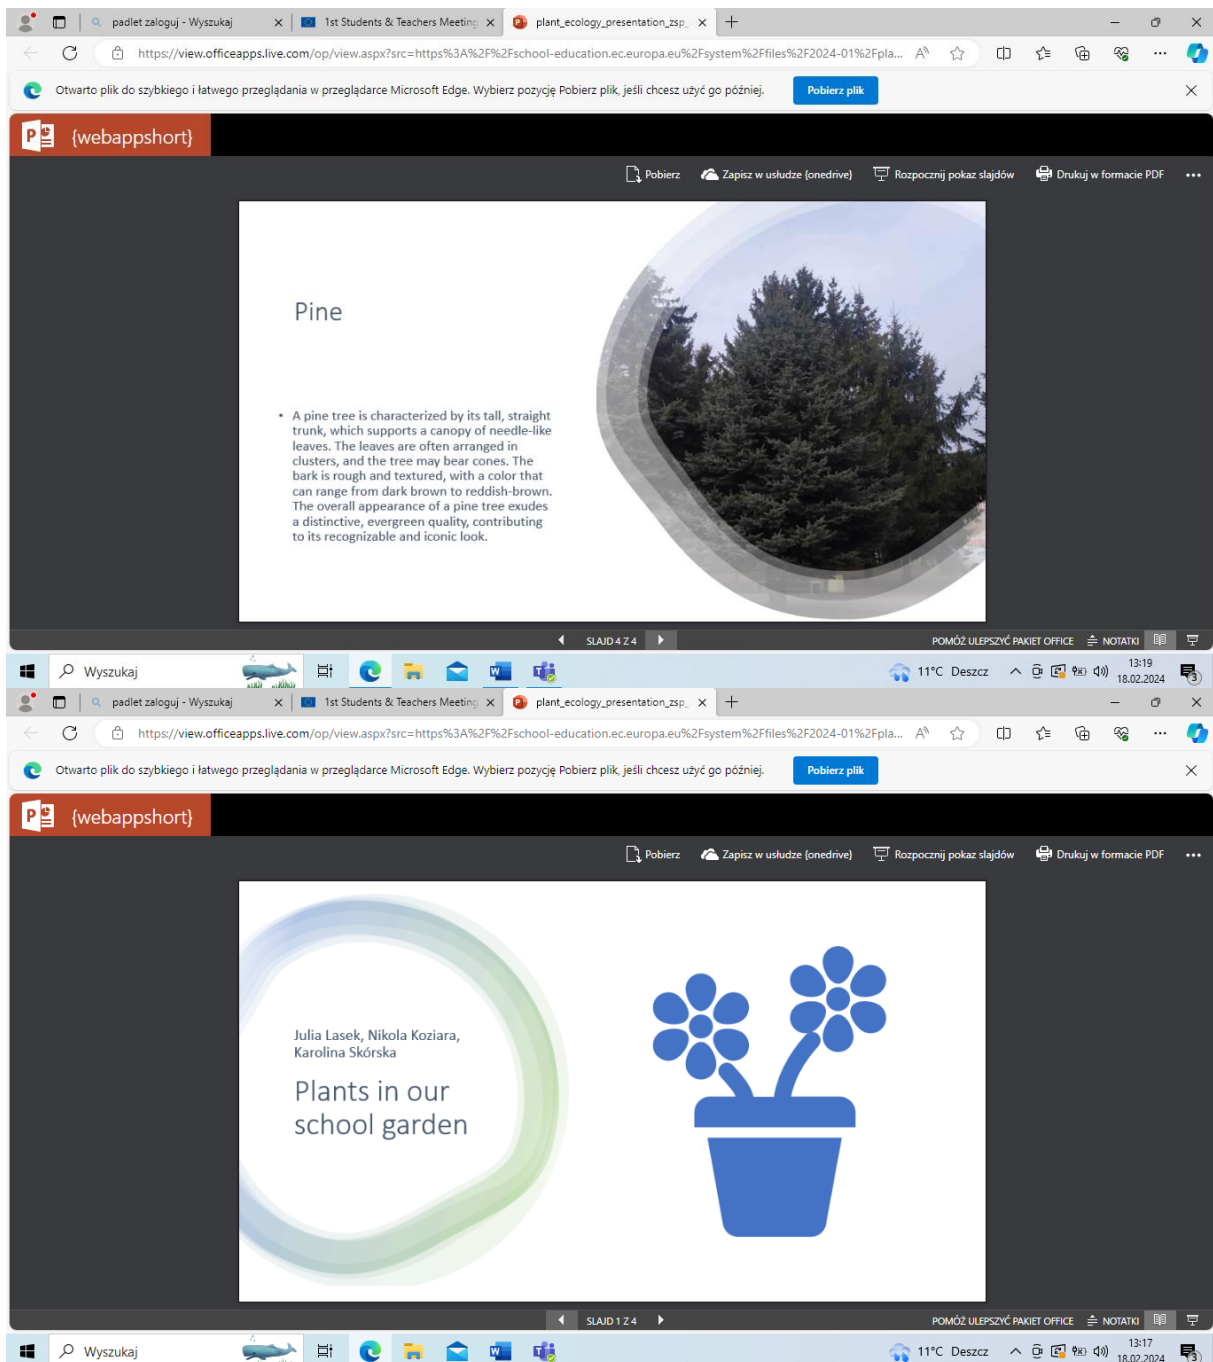 padlet zaloguj - Wyszukaj
1st Students & Teachers Meeting
plant_ecology_presentation_zsp_
https://view.officeapps.live.com/op/view.aspx?src=https%3A%2F%2Fschool-education.ec.europa.eu%2Fsystem%2Ffiles%2F2024-01%2Fpla...
Otwarto plik do szybkiego i łatwego przeglądania w przeglądarce Microsoft Edge. Wybierz pozycję Pobierz plik, jeśli chcesz użyć go później.
Pobierz plik
{webappshort}
Pobierz
Zapisz w usłudze {onedrive}
Rozpocznij pokaz slajdów
Drukuj w formacie PDF
Pine
• A pine tree is characterized by its tall, straight
trunk, which supports a canopy of needle-like
leaves. The leaves are often arranged in
clusters, and the tree may bear cones. The
bark is rough and textured, with a color that
can range from dark brown to reddish-brown.
The overall appearance of a pine tree exudes
a distinctive, evergreen quality, contributing
to its recognizable and iconic look.
SLAJD 4 Z 4
POMÓŻ ULEPSZYĆ PAKIET OFFICE
NOTATKI
Wyszukaj
11°C Deszcz
13:19
18.02.2024
3
padlet zaloguj - Wyszukaj
1st Students & Teachers Meeting
plant_ecology_presentation_zsp_
https://view.officeapps.live.com/op/view.aspx?src=https%3A%2F%2Fschool-education.ec.europa.eu%2Fsystem%2Ffiles%2F2024-01%2Fpla...
Otwarto plik do szybkiego i łatwego przeglądania w przeglądarce Microsoft Edge. Wybierz pozycję Pobierz plik, jeśli chcesz użyć go później.
Pobierz plik
{webappshort}
Pobierz
Zapisz w usłudze {onedrive}
Rozpocznij pokaz slajdów
Drukuj w formacie PDF
Julia Lasek, Nikola Koziara,
Karolina Skórska
Plants in our
school garden
SLAJD 1 Z 4
POMÓŻ ULEPSZYĆ PAKIET OFFICE
NOTATKI
Wyszukaj
11°C Deszcz
13:17
18.02.2024
3